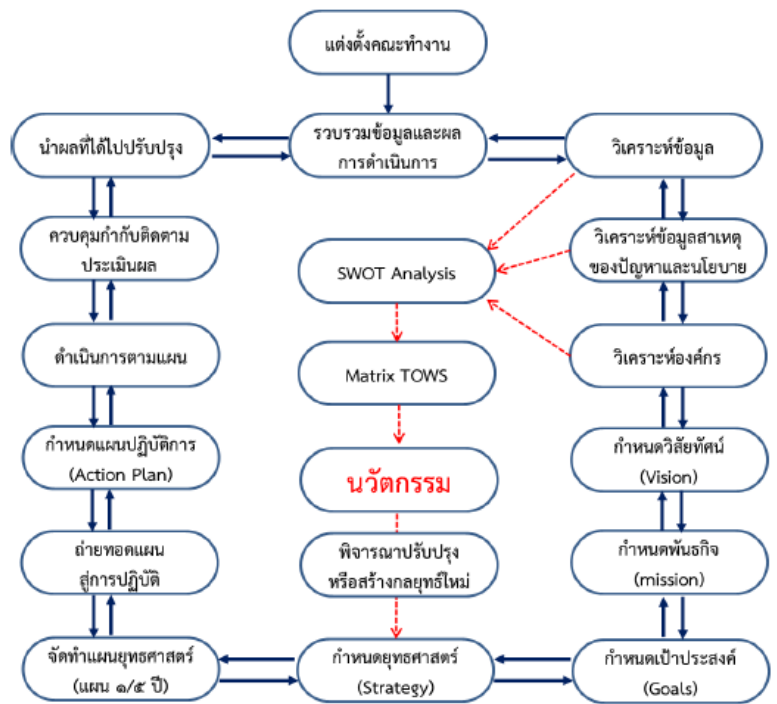 แต่งตั้งคณะทำงาน
นำผลที่ได้ไปปรับปรุง
รวบรวมข้อมูลและผล
การดำเนินการ
วิเคราะห์ข้อมูล
ควบคุมกำกับติดตาม
ประเมินผล
SWOT Analysis
วิเคราะห์ข้อมูลสาเหตุ
ของปัญหาและนโยบาย
ดำเนินการตามแผน
Matrix TOWS
วิเคราะห์องค์กร
กำหนดแผนปฏิบัติการ
(Action Plan)
นวัตกรรม
กำหนดวิสัยทัศน์
(Vision)
ถ่ายทอดแผน
สู่การปฏิบัติ
พิจารณาปรับปรุง
หรือสร้างกลยุทธ์ใหม่
กำหนดพันธกิจ
(mission)
จัดทำแผนยุทธศาสตร์
(แผน ๑/๕ ปี)
กำหนดยุทธศาสตร์
(Strategy)
กำหนดเป้าประสงค์
(Goals)